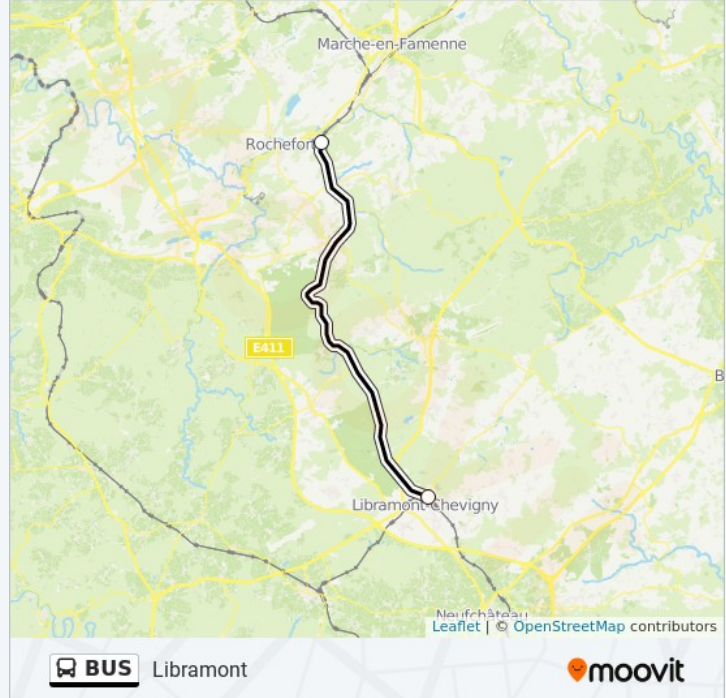 Marche-en-Famenne
Rochefort
E411
B
Libramont-Chevigny
Neufchâteau
Leaflet | © OpenStreetMap contributors
BUS Libramont
moovit